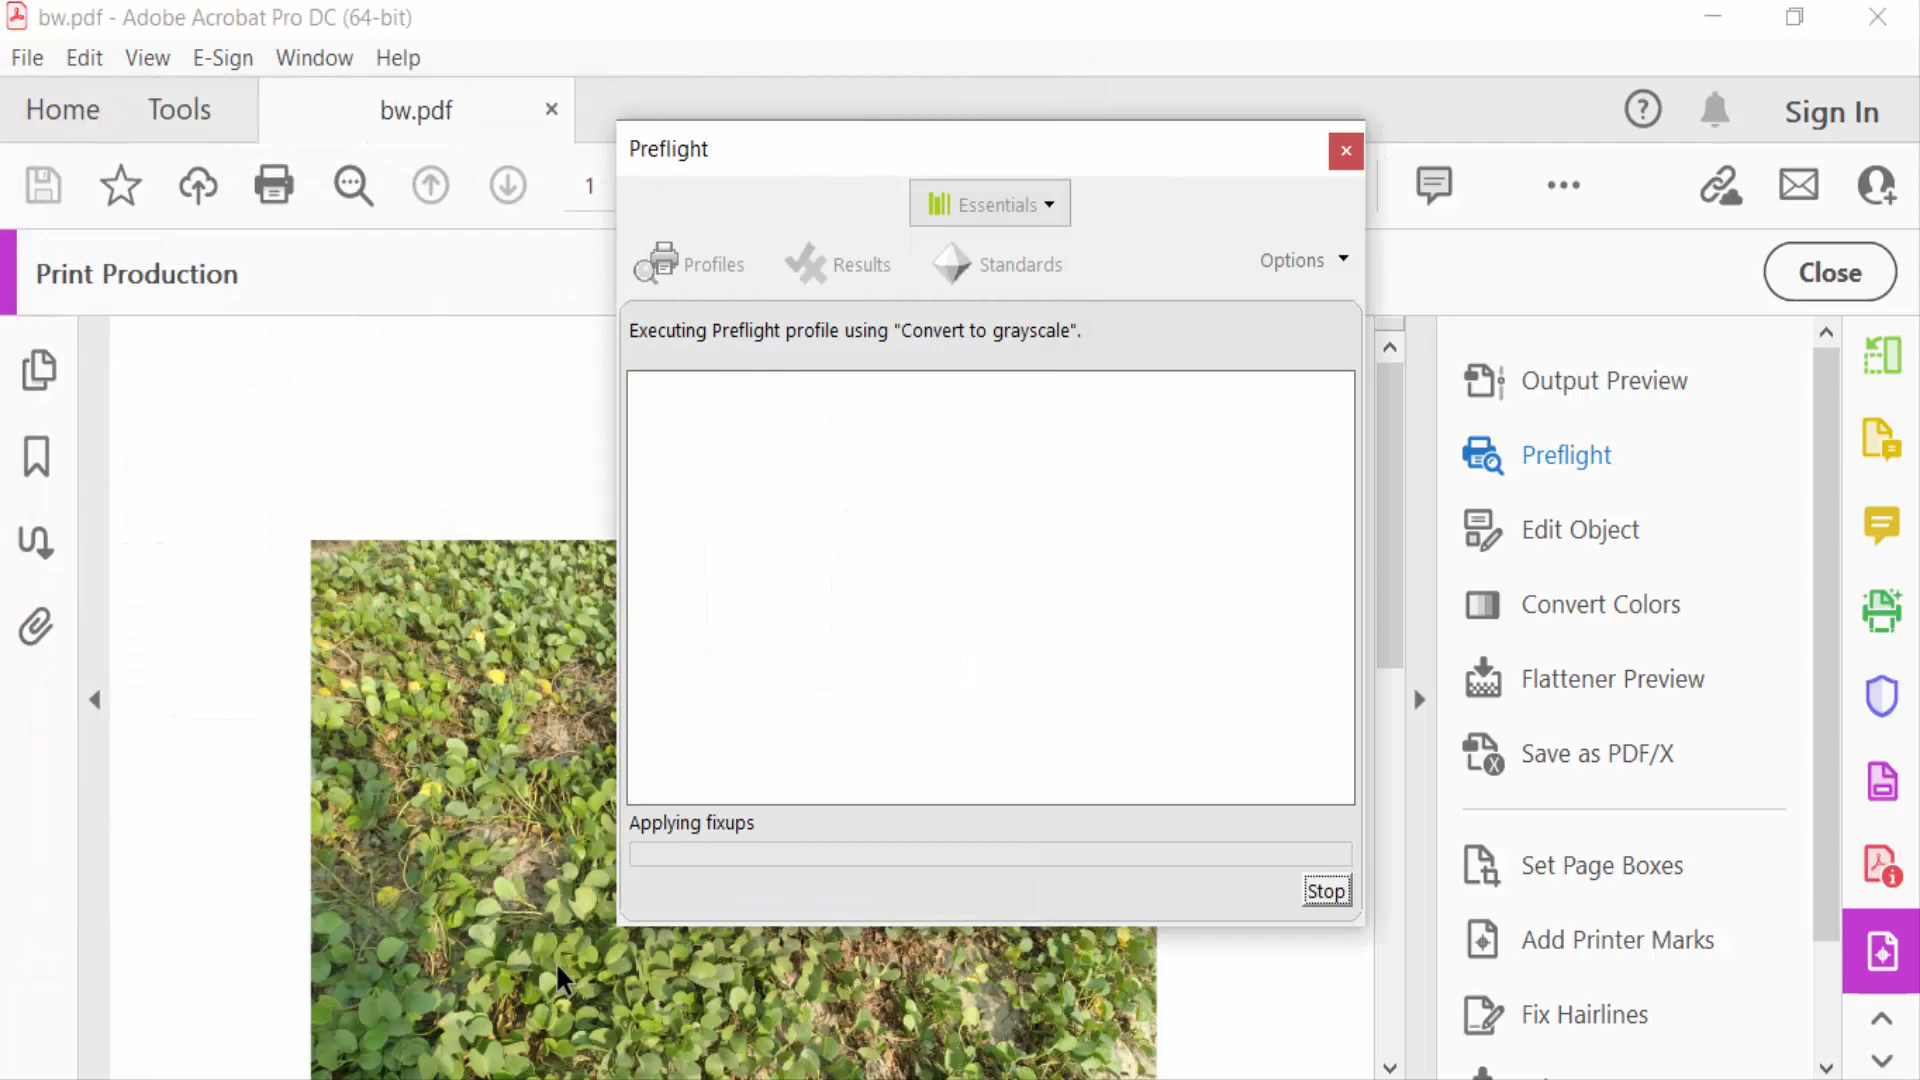 bw.pdf - Adobe Acrobat Pro DC (64-bit)
File Edit View E-Sign Window Help
Home Tools bw.pdf × ? Sign In
1
Print Production
Close
Preflight ×
Essentials
Profiles Results Standards Options
Executing Preflight profile using "Convert to grayscale".
Applying fixups
Stop
Output Preview
Preflight
Edit Object
Convert Colors
Flattener Preview
Save as PDF/X
Set Page Boxes
Add Printer Marks
Fix Hairlines